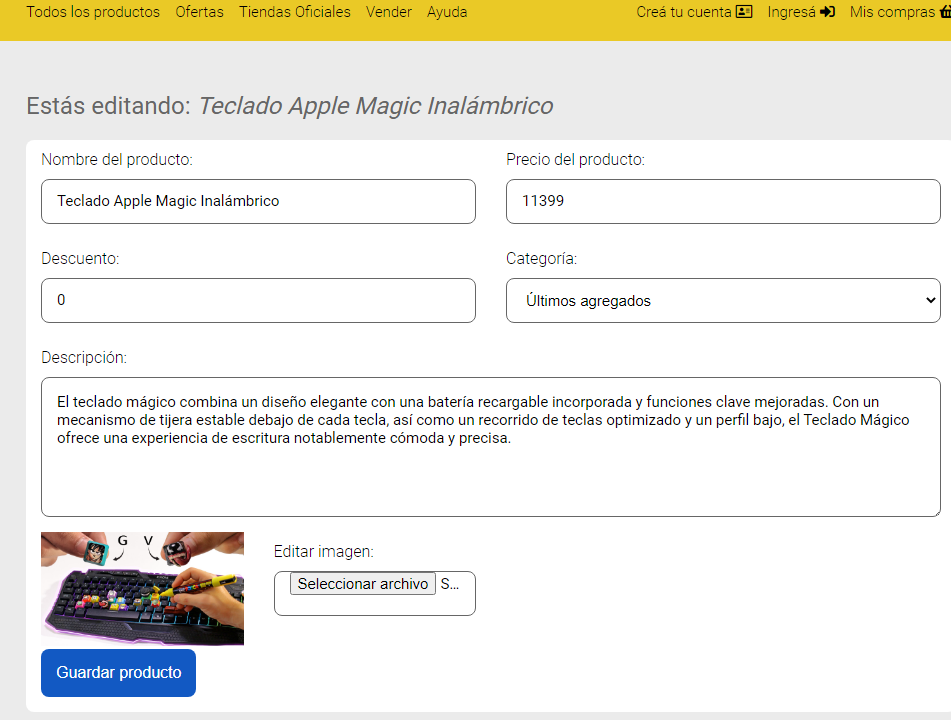 Todos los productos Ofertas Tiendas Oficiales Vender Ayuda Creá tu cuenta Ingresá Mis compras
Estás editando: Teclado Apple Magic Inalámbrico
Nombre del producto: Precio del producto:
Teclado Apple Magic Inalámbrico 11399
Descuento: Categoría:
0 Últimos agregados
Descripción:
El teclado mágico combina un diseño elegante con una batería recargable incorporada y funciones clave mejoradas. Con un
mecanismo de tijera estable debajo de cada tecla, así como un recorrido de teclas optimizado y un perfil bajo, el Teclado Mágico
ofrece una experiencia de escritura notablemente cómoda y precisa.
G V
Editar imagen:
Seleccionar archivo S...
Guardar producto